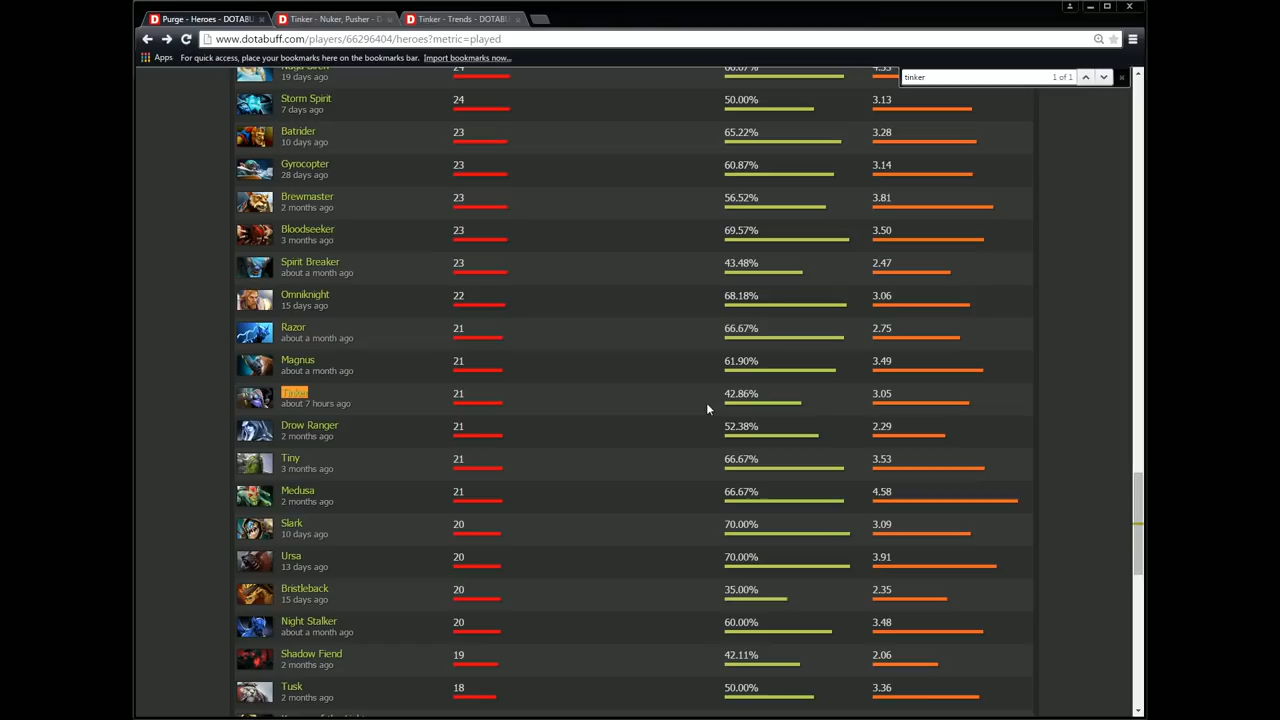 Purge - Heroes - DOTABU
Tinker - Nuker, Pusher - D
Tinker - Trends - DOTABUF
www.dotabuff.com/players/66296404/heroes?metric=played
Apps For quick access, place your bookmarks here on the bookmarks bar. Import bookmarks now...
tinker 1 of 1
19 days ago
Storm Spirit 24 50.00% 3.13
7 days ago
Batrider 23 65.22% 3.28
10 days ago
Gyrocopter 23 60.87% 3.14
28 days ago
Brewmaster 23 56.52% 3.81
2 months ago
Bloodseeker 23 69.57% 3.50
3 months ago
Spirit Breaker 23 43.48% 2.47
about a month ago
Omniknight 22 68.18% 3.06
15 days ago
Razor 21 66.67% 2.75
about a month ago
Magnus 21 61.90% 3.49
about a month ago
Tinker 21 42.86% 3.05
about 7 hours ago
Drow Ranger 21 52.38% 2.29
2 months ago
Tiny 21 66.67% 3.53
3 months ago
Medusa 21 66.67% 4.58
2 months ago
Slark 20 70.00% 3.09
10 days ago
Ursa 20 70.00% 3.91
13 days ago
Bristleback 20 35.00% 2.35
15 days ago
Night Stalker 20 60.00% 3.48
about a month ago
Shadow Fiend 19 42.11% 2.06
2 months ago
Tusk 18 50.00% 3.36
2 months ago